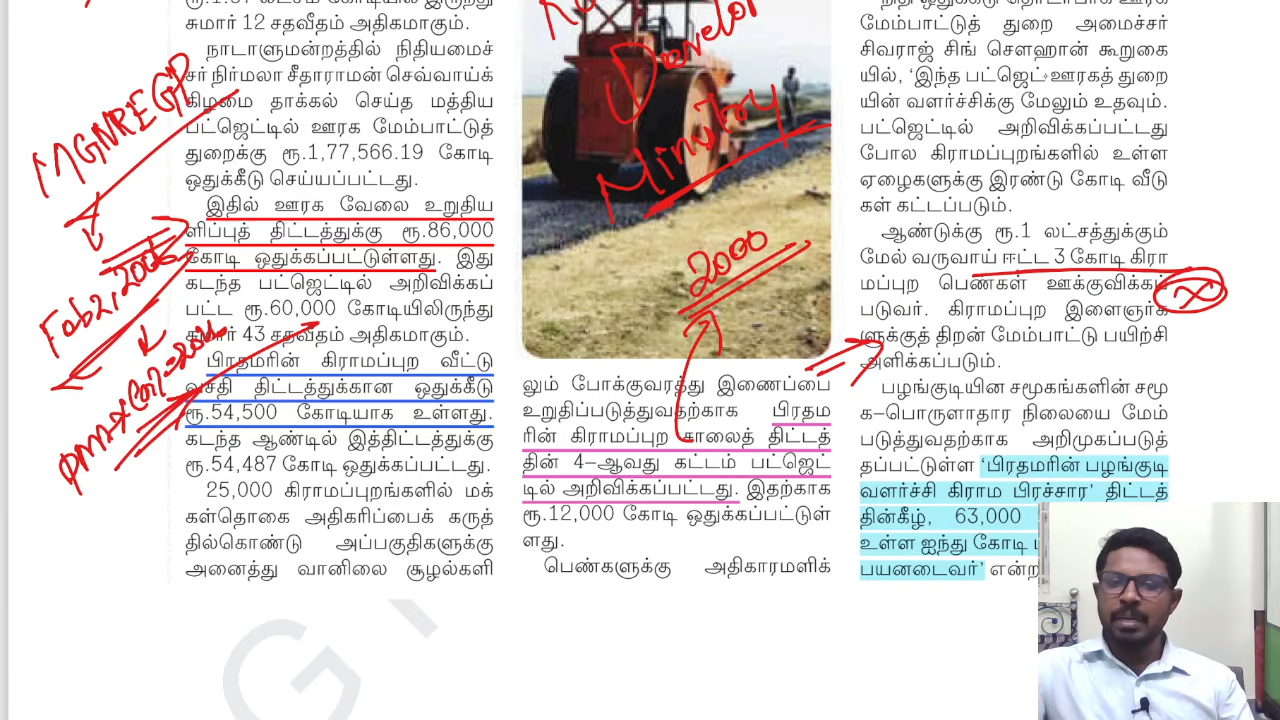 ரூ.1.57 லட்சம் கோடியில் இருந்து
சுமார் 12 சதவீதம் அதிகமாகும்.
நாடாளுமன்றத்தில் நிதியமைச்
சர் நிர்மலா சீதாராமன் செவ்வாய்க்
கிழமை தாக்கல் செய்த மத்திய
பட்ஜெட்டில் ஊரக மேம்பாட்டுத்
துறைக்கு ரூ.1,77,566.19 கோடி
ஒதுக்கீடு செய்யப்பட்டது.
இதில் ஊரக வேலை உறுதிய
ளிப்புத் திட்டத்துக்கு ரூ.86,000
கோடி ஒதுக்கப்பட்டுள்ளது. இது
கடந்த பட்ஜெட்டில் அறிவிக்கப்
பட்ட ரூ.60,000 கோடியிலிருந்து
சுமார் 43 சதவீதம் அதிகமாகும்.
பிரதமரின் கிராமப்புற வீட்டு
வசதி திட்டத்துக்கான ஒதுக்கீடு
ரூ.54,500 கோடியாக உள்ளது.
கடந்த ஆண்டில் இத்திட்டத்துக்கு
ரூ.54,487 கோடி ஒதுக்கப்பட்டது.
25,000 கிராமப்புறங்களில் மக்
கள்தொகை அதிகரிப்பைக் கருத்
தில்கொண்டு அப்பகுதிகளுக்கு
அனைத்து வானிலை சூழல்களி
MGNREGP
Feb 2, 2006
Develop
Ministry
2000
லும் போக்குவரத்து இணைப்பை
உறுதிப்படுத்துவதற்காக பிரதம
ரின் கிராமப்புற சாலைத் திட்டத்
தின் 4-ஆவது கட்டம் பட்ஜெட்
டில் அறிவிக்கப்பட்டது. இதற்காக
ரூ.12,000 கோடி ஒதுக்கப்பட்டுள்
ளது.
பெண்களுக்கு அதிகாரமளிக்
நிதி ஒதுக்கீடு தொடர்பாக ஊரக
மேம்பாட்டுத் துறை அமைச்சர்
சிவராஜ் சிங் சௌஹான் கூறுகை
யில், 'இந்த பட்ஜெட் ஊரகத் துறை
யின் வளர்ச்சிக்கு மேலும் உதவும்.
பட்ஜெட்டில் அறிவிக்கப்பட்டது
போல கிராமப்புறங்களில் உள்ள
ஏழைகளுக்கு இரண்டு கோடி வீடு
கள் கட்டப்படும்.
ஆண்டுக்கு ரூ.1 லட்சத்துக்கும்
மேல் வருவாய் ஈட்ட 3 கோடி கிரா
மப்புற பெண்கள் ஊக்குவிக்கப்
படுவர். கிராமப்புற இளைஞர்க
ளுக்குத் திறன் மேம்பாட்டு பயிற்சி
அளிக்கப்படும்.
பழங்குடியின சமூகங்களின் சமூ
க-பொருளாதார நிலையை மேம்
படுத்துவதற்காக அறிமுகப்படுத்
தப்பட்டுள்ள 'பிரதமரின் பழங்குடி
வளர்ச்சி கிராம பிரச்சார' திட்டத்
தின்கீழ், 63,000
உள்ள ஐந்து கோடி
பயனடைவர்'